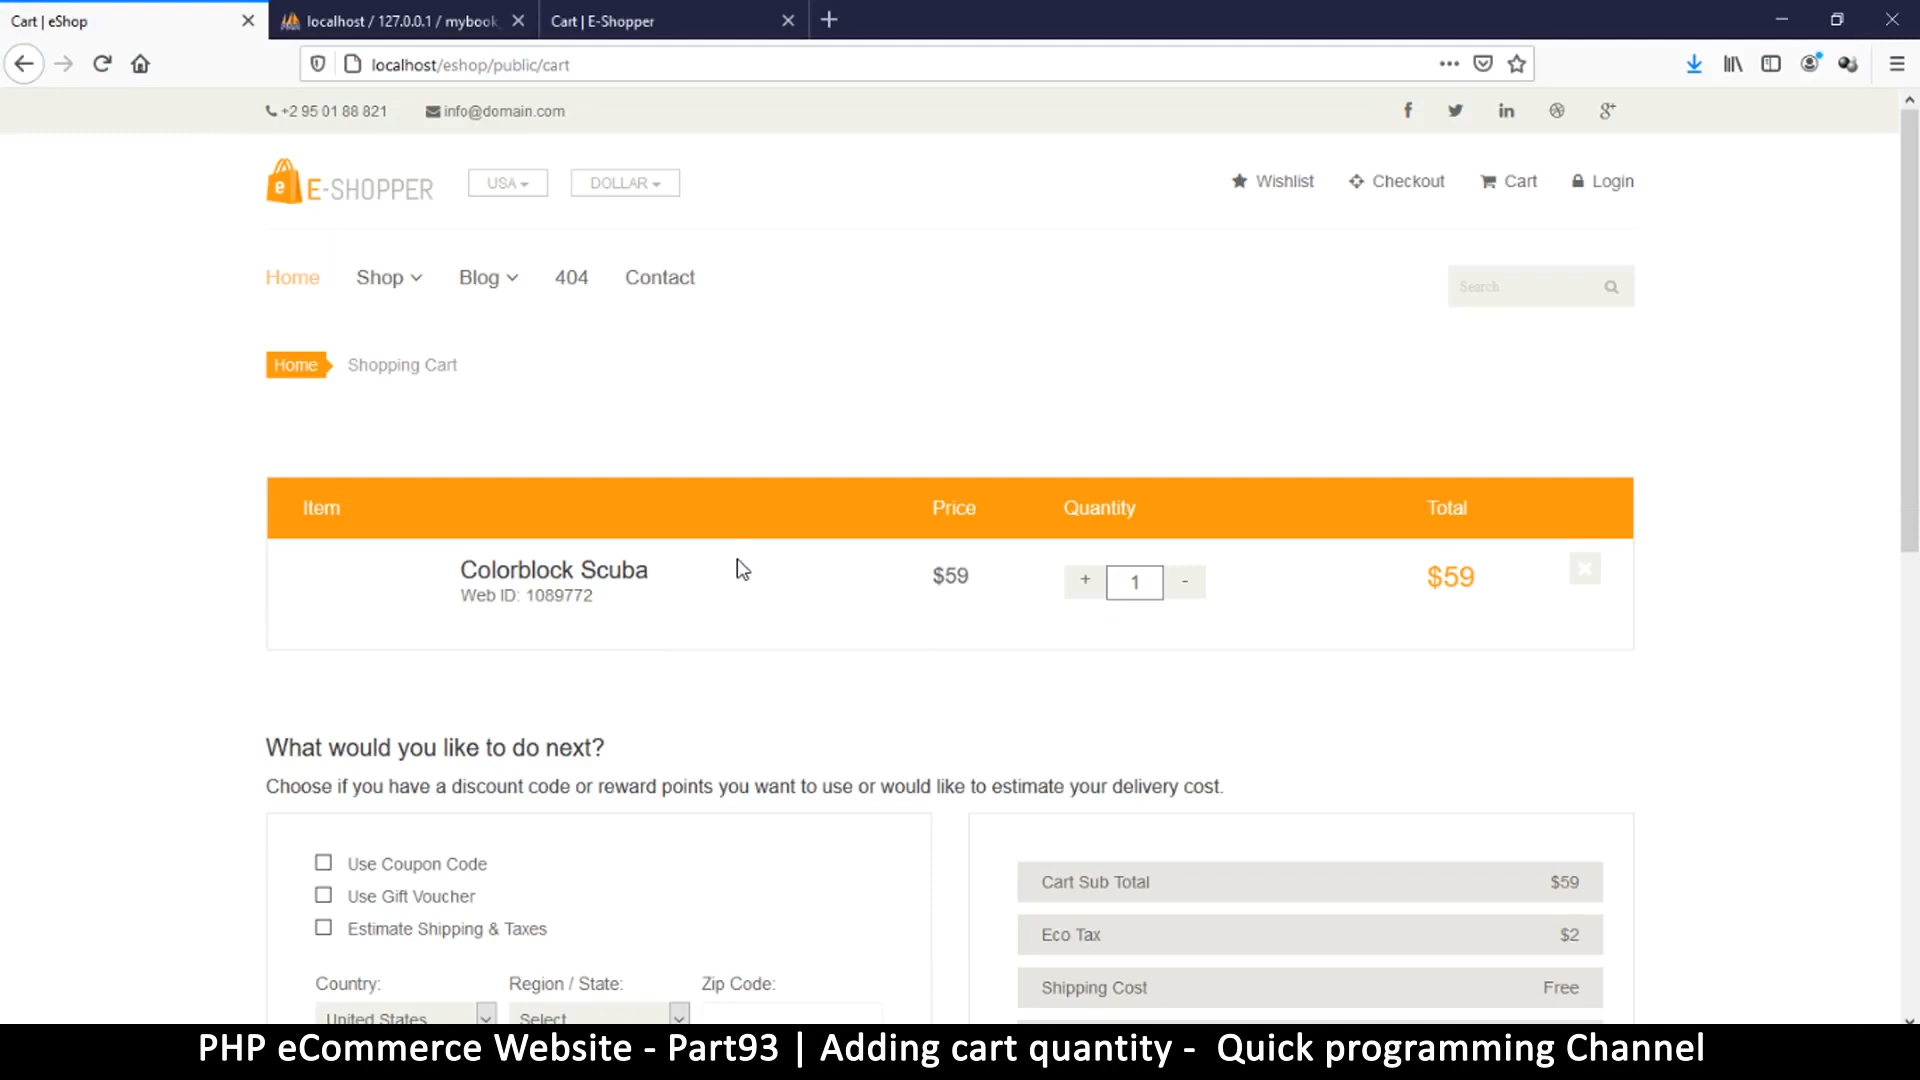 Cart | eShop
localhost / 127.0.0.1 / mybook
Cart | E-Shopper
localhost/eshop/public/cart
+2 95 01 88 821
info@domain.com
E-SHOPPER
USA
DOLLAR
Wishlist
Checkout
Cart
Login
Home
Shop
Blog
404
Contact
Search
Home
Shopping Cart
Item
Price
Quantity
Total
Colorblock Scuba
Web ID: 1089772
$59
+
1
-
$59
What would you like to do next?
Choose if you have a discount code or reward points you want to use or would like to estimate your delivery cost.
Use Coupon Code
Use Gift Voucher
Estimate Shipping & Taxes
Country:
Region / State:
Zip Code:
United States
Select
Cart Sub Total
$59
Eco Tax
$2
Shipping Cost
Free
PHP eCommerce Website - Part93 | Adding cart quantity - Quick programming Channel